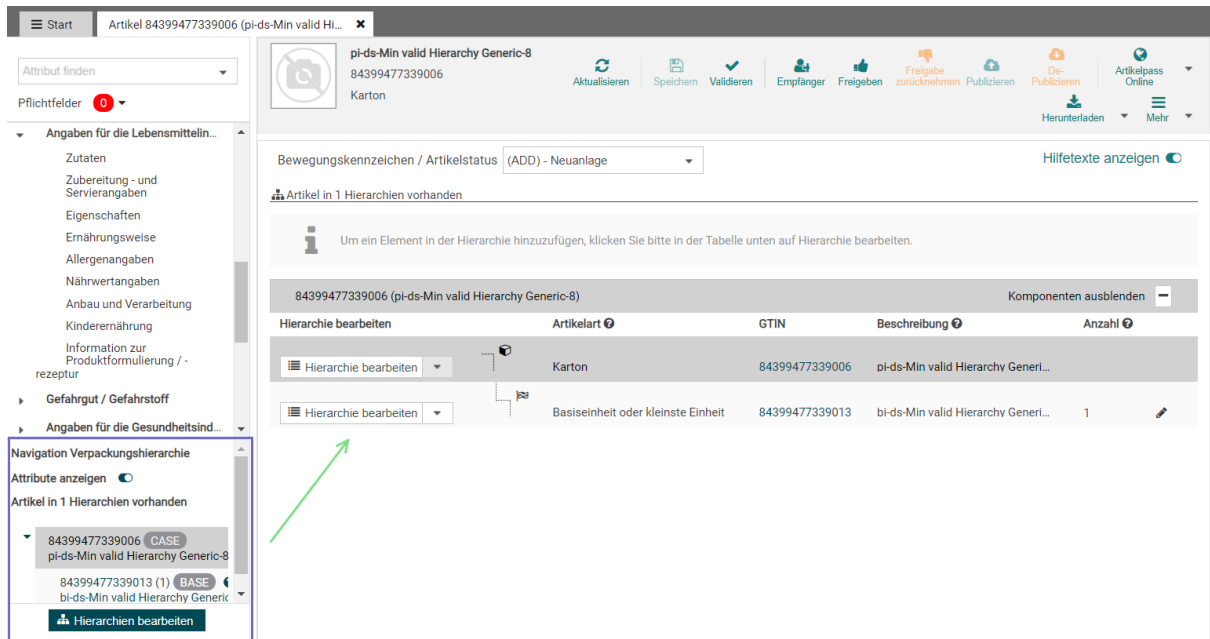 Start
Artikel 84399477339006 (pi-ds-Min valid Hi...
Attribut finden
Pflichtfelder 0
Angaben für die Lebensmittelin...
Zutaten
Zubereitung - und
Servierangaben
Eigenschaften
Ernährungsweise
Allergenangaben
Nährwertangaben
Anbau und Verarbeitung
Kinderernährung
Information zur
Produktformulierung / -
rezeptur
Gefahrgut / Gefahrstoff
Angaben für die Gesundheitsind...
Navigation Verpackungshierarchie
Attribute anzeigen
Artikel in 1 Hierarchien vorhanden
84399477339006 CASE
pi-ds-Min valid Hierarchy Generic-8
84399477339013 (1) BASE
bi-ds-Min valid Hierarchy Generic
Hierarchien bearbeiten
pi-ds-Min valid Hierarchy Generic-8
84399477339006
Karton
Aktualisieren
Speichern
Validieren
Empfänger
Freigeben
Freigabe
zurücknehmen
Publizieren
De-
Publizieren
Artikelpass
Online
Herunterladen
Mehr
Bewegungskennzeichen / Artikelstatus (ADD) - Neuanlage
Hilfetexte anzeigen
Artikel in 1 Hierarchien vorhanden
Um ein Element in der Hierarchie hinzuzufügen, klicken Sie bitte in der Tabelle unten auf Hierarchie bearbeiten.
84399477339006 (pi-ds-Min valid Hierarchy Generic-8) Komponenten ausblenden
Hierarchie bearbeiten Artikelart GTIN Beschreibung Anzahl
Hierarchie bearbeiten Karton 84399477339006 pi-ds-Min valid Hierarchy Generi...
Hierarchie bearbeiten Basiseinheit oder kleinste Einheit 84399477339013 bi-ds-Min valid Hierarchy Generi... 1